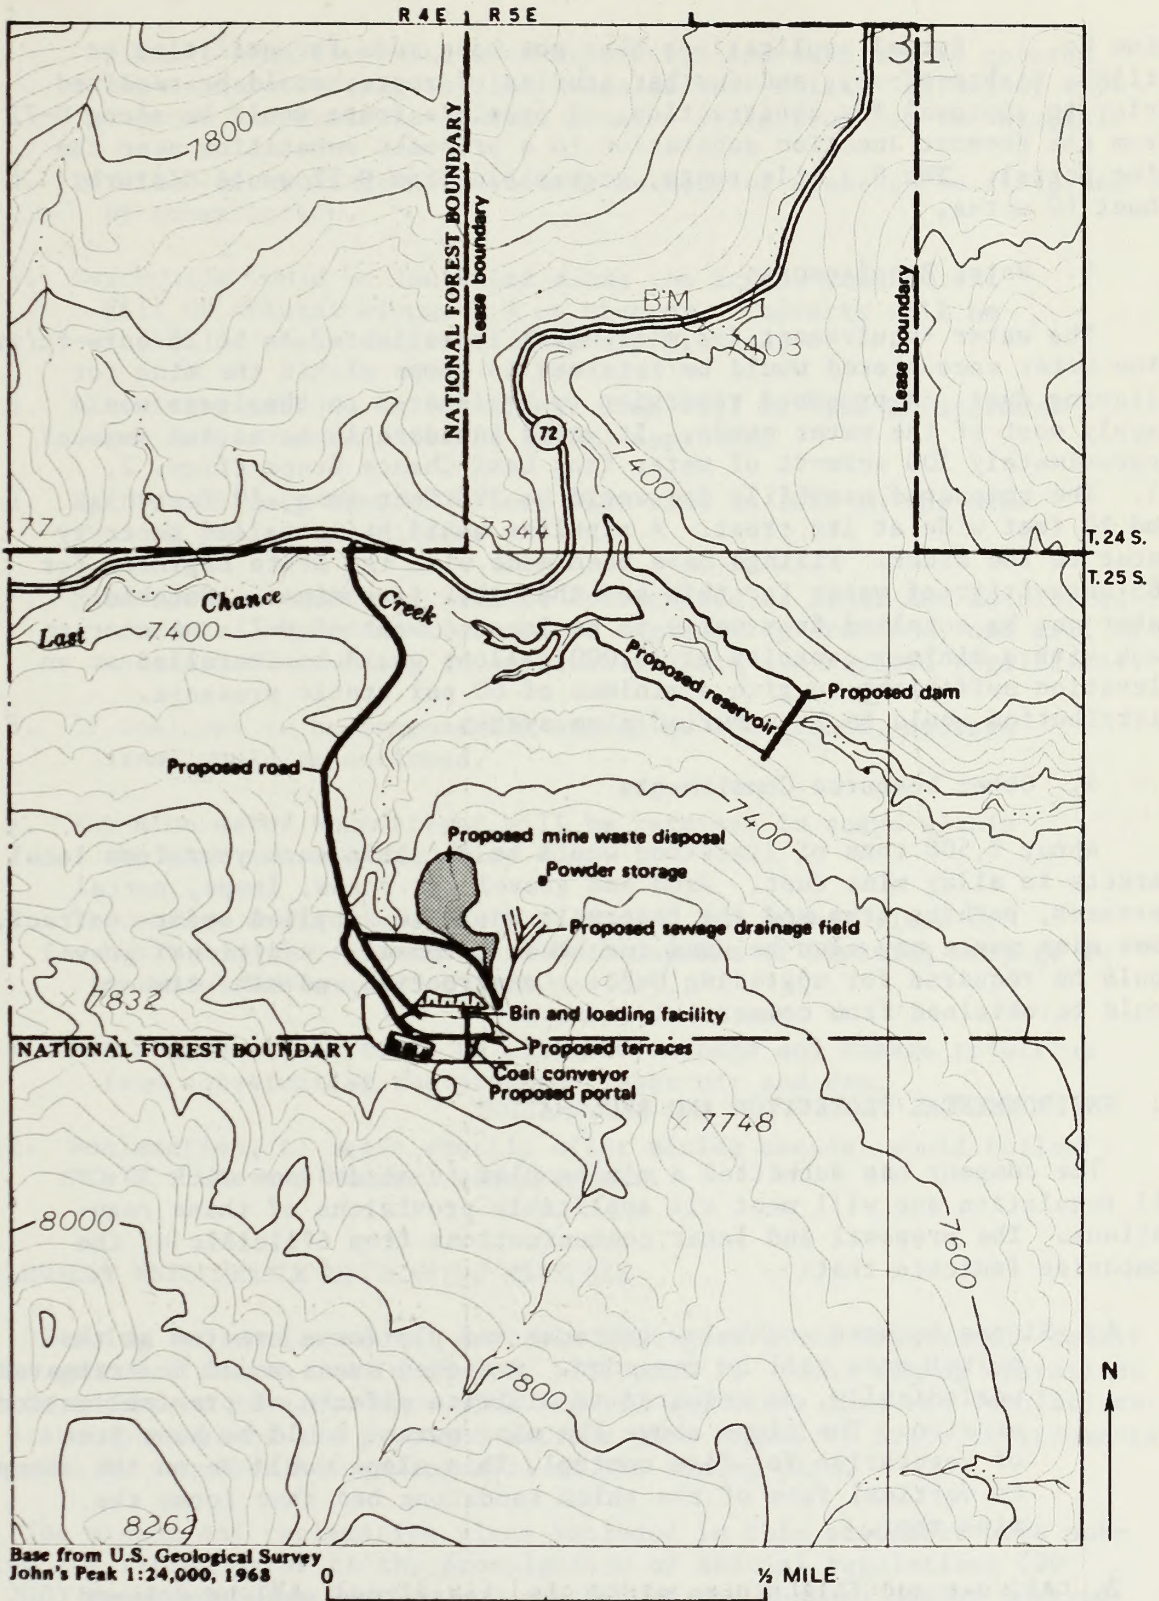 R 4 E R 5 E
31
7800
NATIONAL FOREST BOUNDARY
Lease boundary
Lease boundary
BM
7403
72
7400
77
7344
T. 24 S.
T. 25 S.
Chance
Creek
Last
7400
Proposed reservoir
Proposed dam
Proposed road
7400
Proposed mine waste disposal
Powder storage
Proposed sewage drainage field
7832
Bin and loading facility
NATIONAL FOREST BOUNDARY
Proposed terraces
Coal conveyor
6
Proposed portal
7748
8000
7600
7800
N
8262
Base from U.S. Geological Survey
John's Peak 1:24,000, 1968
0 ½ MILE